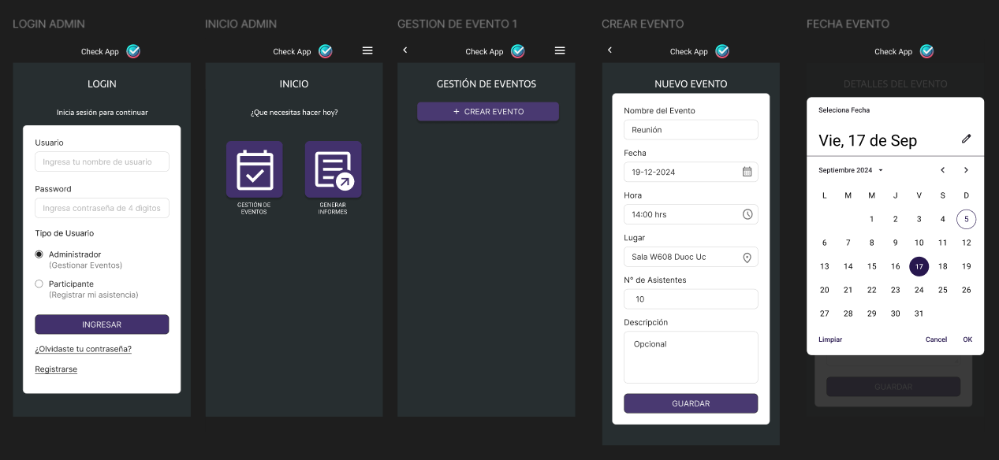 LOGIN ADMIN
Check App
LOGIN
Inicia sesión para continuar
Usuario
Ingresa tu nombre de usuario
Password
Ingresa contraseña de 4 digitos
Tipo de Usuario
Administrador
(Gestionar Eventos)
Participante
(Registrar mi asistencia)
INGRESAR
¿Olvidaste tu contraseña?
Registrarse
INICIO ADMIN
Check App
INICIO
¿Que necesitas hacer hoy?
GESTIÓN DE
EVENTOS
GENERAR
INFORMES
GESTION DE EVENTO 1
Check App
GESTIÓN DE EVENTOS
+ CREAR EVENTO
CREAR EVENTO
Check App
NUEVO EVENTO
Nombre del Evento
Reunión
Fecha
19-12-2024
Hora
14:00 hrs
Lugar
Sala W608 Duoc Uc
N° de Asistentes
10
Descripción
Opcional
GUARDAR
FECHA EVENTO
Check App
DETALLES DEL EVENTO
Seleciona Fecha
Vie, 17 de Sep
Septiembre 2024
L M M J V S D
1 2 3 4 5
6 7 8 9 10 11 12
13 14 15 16 17 18 19
20 21 22 23 24 25 26
27 28 29 30 31
Limpiar Cancel OK
GUARDAR